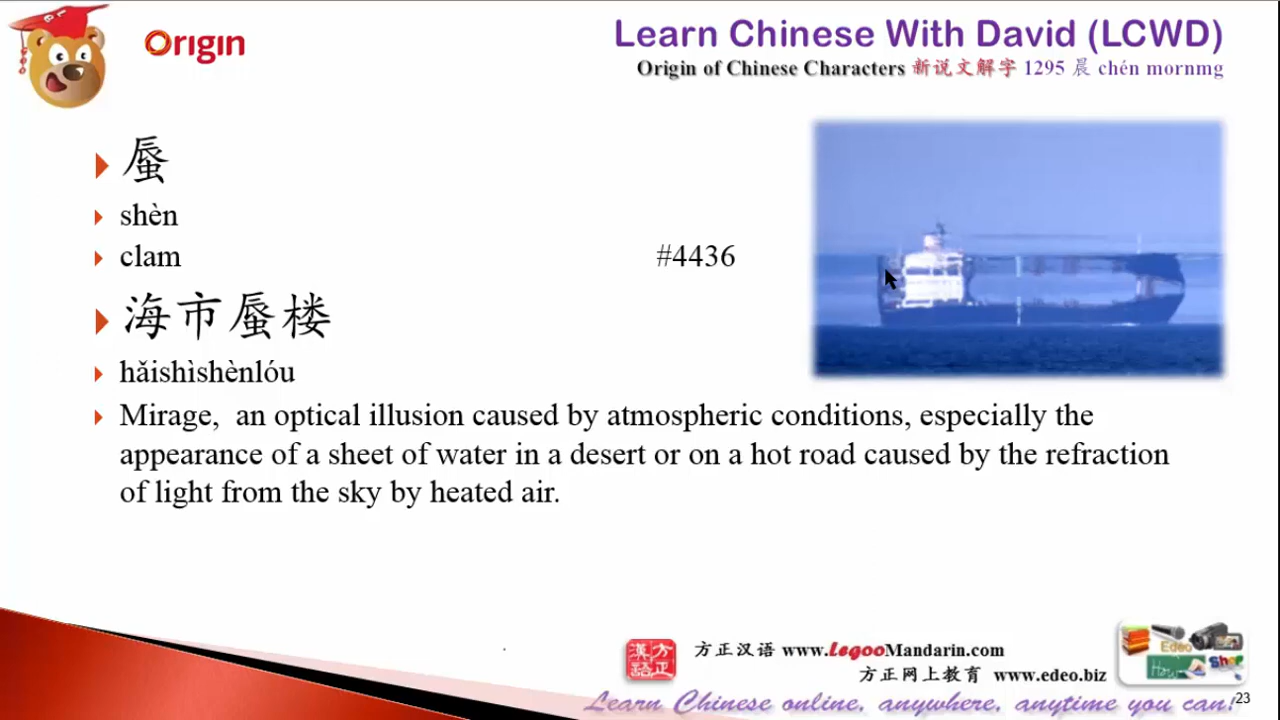 Origin
Learn Chinese With David (LCWD)
Origin of Chinese Characters 新说文解字 1295 晨 chén mornmg
蜃
shèn
clam
#4436
海市蜃楼
hǎishìshènlóu
Mirage, an optical illusion caused by atmospheric conditions, especially the
appearance of a sheet of water in a desert or on a hot road caused by the refraction
of light from the sky by heated air.
方正汉语 www.LegooMandarin.com
方正网上教育 www.edeo.biz
Learn Chinese online, anywhere, anytime you can!
23